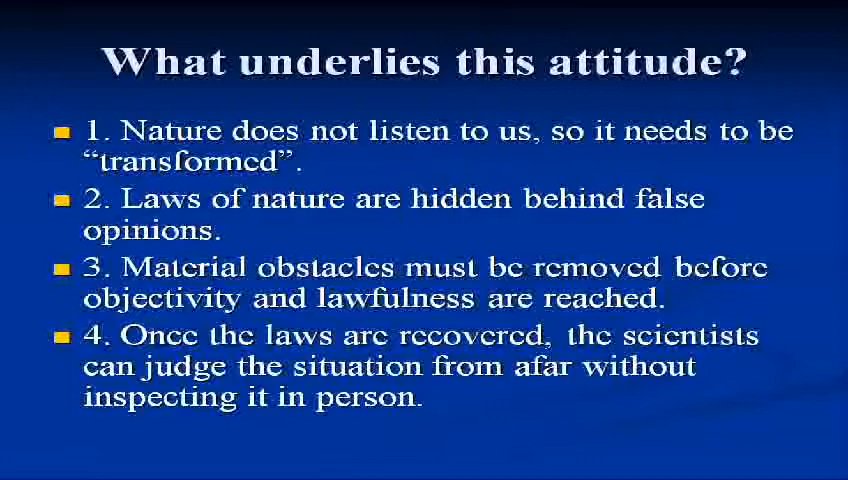 What underlies this attitude?
1. Nature does not listen to us, so it needs to be
“transformed”.
2. Laws of nature are hidden behind false
opinions.
3. Material obstacles must be removed before
objectivity and lawfulness are reached.
4. Once the laws are recovered, the scientists
can judge the situation from afar without
inspecting it in person.